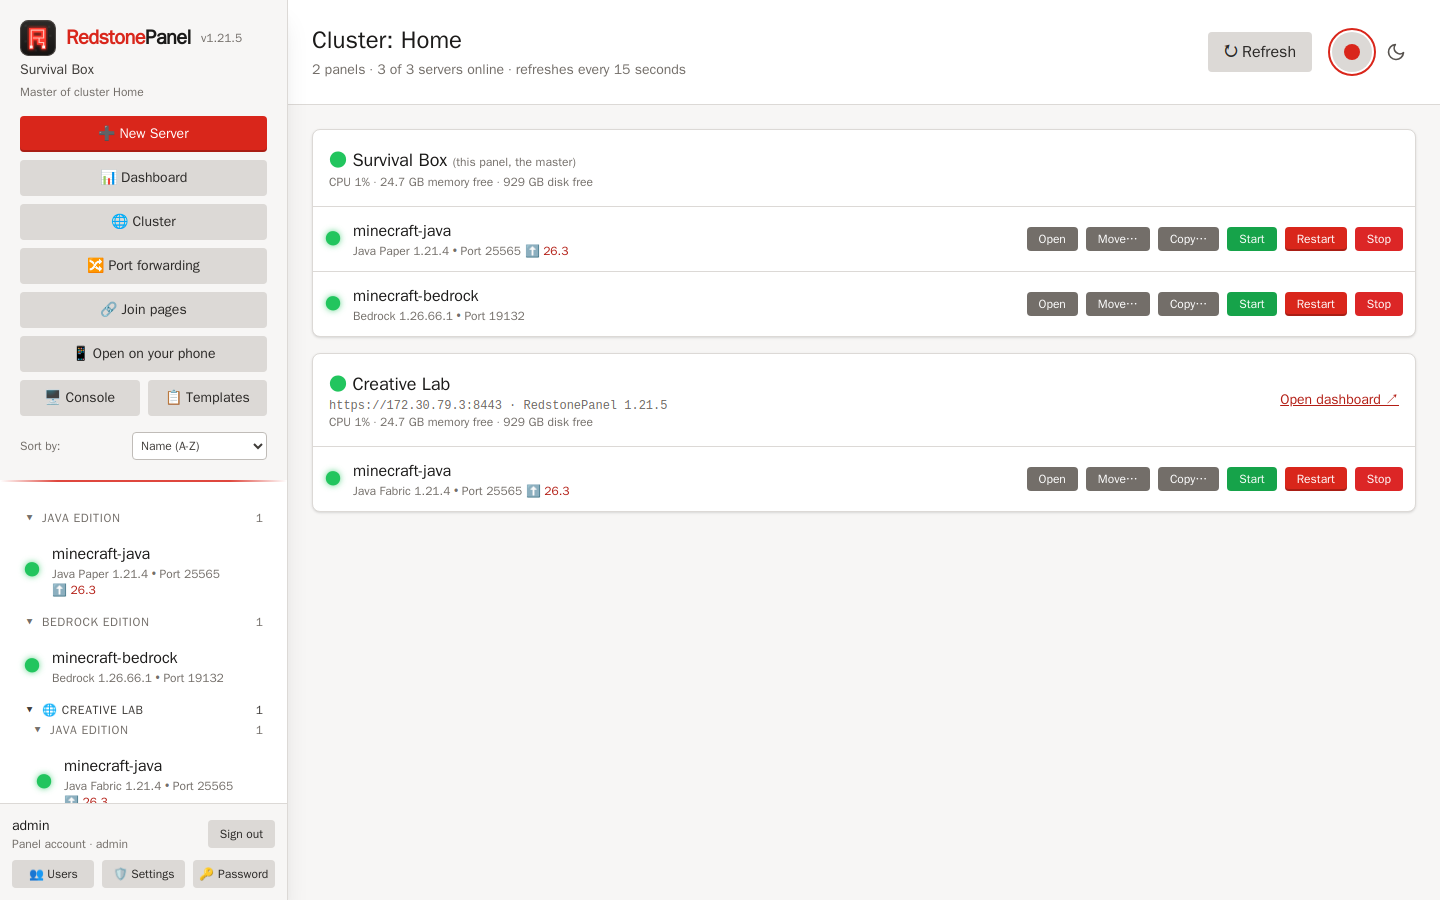 RedstonePanel v1.21.5
Survival Box
Master of cluster Home
New Server
Dashboard
Cluster
Port forwarding
Join pages
Open on your phone
Console
Templates
Sort by:
Name (A-Z)
JAVA EDITION 1
minecraft-java
Java Paper 1.21.4 • Port 25565
26.3
BEDROCK EDITION 1
minecraft-bedrock
Bedrock 1.26.66.1 • Port 19132
CREATIVE LAB 1
JAVA EDITION 1
minecraft-java
Java Fabric 1.21.4 • Port 25565
26.3
admin
Panel account · admin
Sign out
Users
Settings
Password
Cluster: Home
2 panels · 3 of 3 servers online · refreshes every 15 seconds
Refresh
Survival Box (this panel, the master)
CPU 1% · 24.7 GB memory free · 929 GB disk free
minecraft-java
Java Paper 1.21.4 • Port 25565 26.3
Open Move… Copy… Start Restart Stop
minecraft-bedrock
Bedrock 1.26.66.1 • Port 19132
Open Move… Copy… Start Restart Stop
Creative Lab
https://172.30.79.3:8443 · RedstonePanel 1.21.5
CPU 1% · 24.7 GB memory free · 929 GB disk free
Open dashboard ↗
minecraft-java
Java Fabric 1.21.4 • Port 25565 26.3
Open Move… Copy… Start Restart Stop